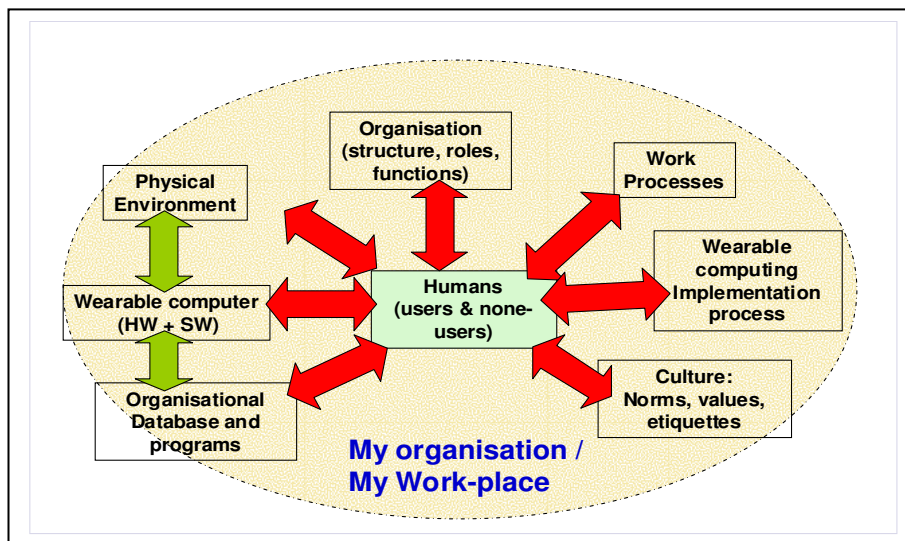 Organisation
(structure, roles,
functions)
Work
Processes
Physical
Environment
Wearable
computing
Implementation
process
Humans
(users & none-
users)
Wearable computer
(HW + SW)
Culture:
Norms, values,
etiquettes
Organisational
Database and
programs
My organisation /
My Work-place